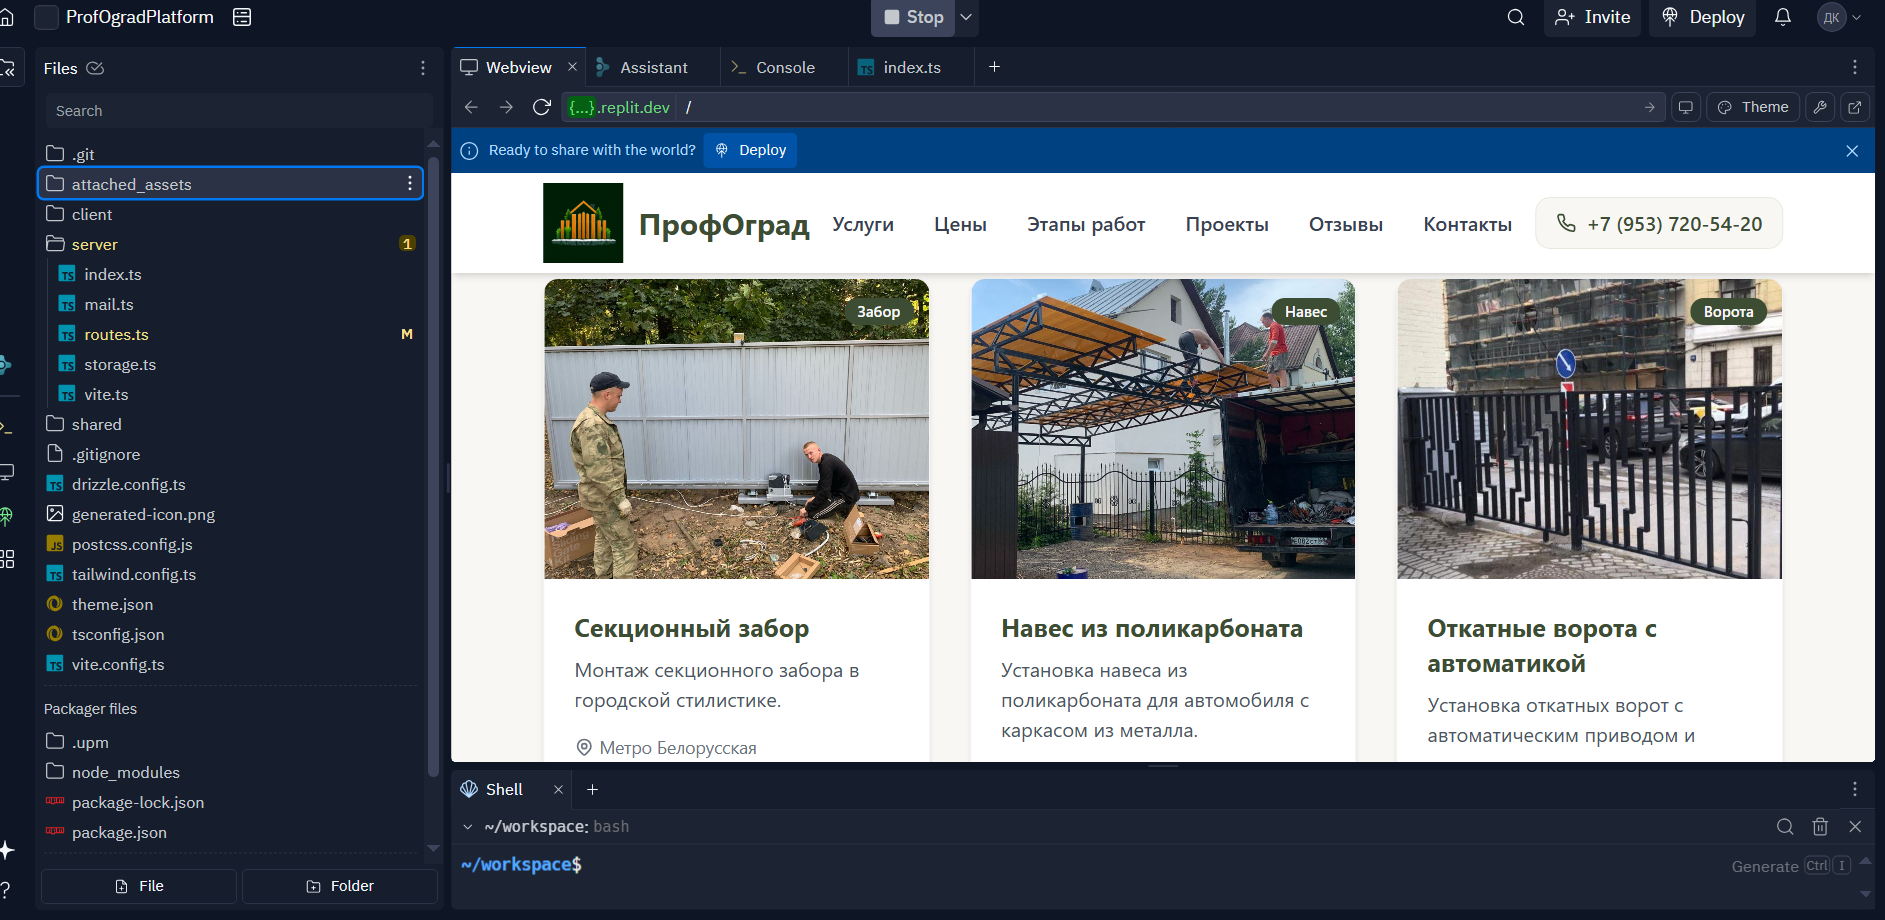 ProfOgradPlatform
Stop
Invite
Deploy
ДК
Files
Search
.git
attached_assets
client
server
1
index.ts
mail.ts
routes.ts
M
storage.ts
vite.ts
shared
.gitignore
drizzle.config.ts
generated-icon.png
postcss.config.js
tailwind.config.ts
theme.json
tsconfig.json
vite.config.ts
Packager files
.upm
node_modules
package-lock.json
package.json
File
Folder
Webview
Assistant
Console
index.ts
{...}.replit.dev /
Theme
Ready to share with the world?
Deploy
ПрофОград
Услуги
Цены
Этапы работ
Проекты
Отзывы
Контакты
+7 (953) 720-54-20
Забор
Секционный забор
Монтаж секционного забора в
городской стилистике.
Метро Белорусская
Навес
Навес из поликарбоната
Установка навеса из
поликарбоната для автомобиля с
каркасом из металла.
Ворота
Откатные ворота с
автоматикой
Установка откатных ворот с
автоматическим приводом и
Shell
~/workspace: bash
~/workspace$
Generate Ctrl I